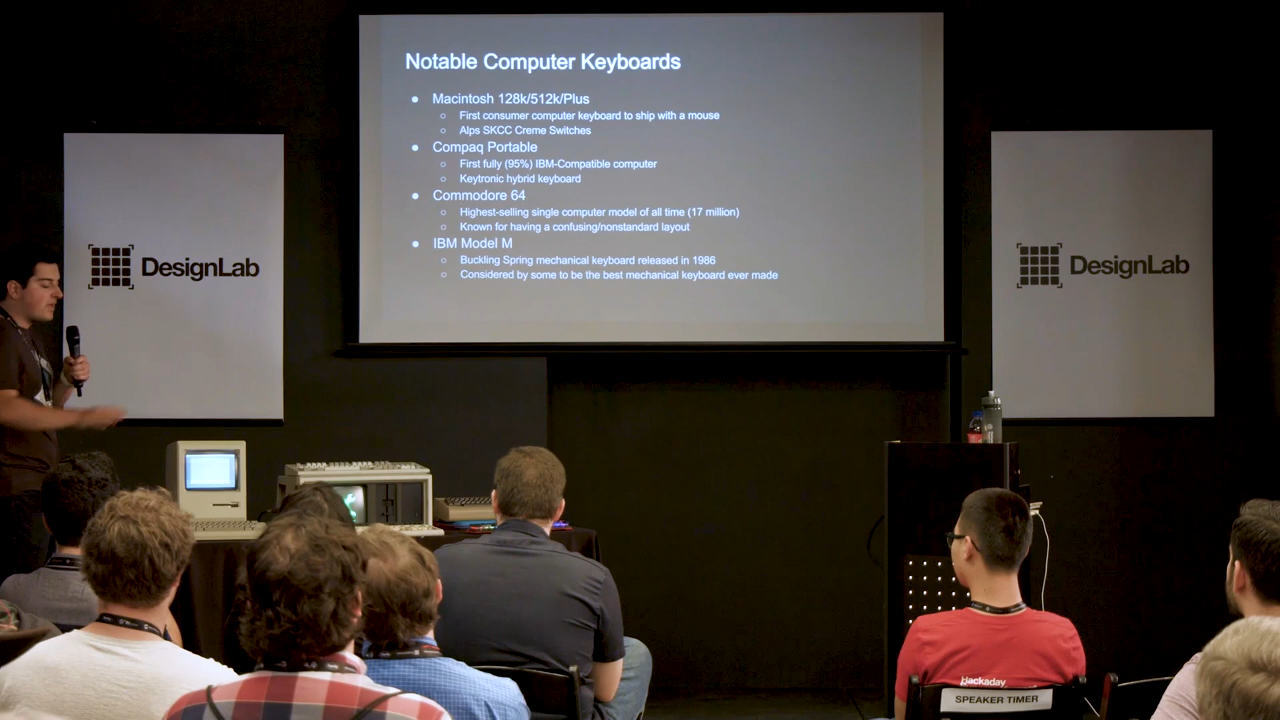 Notable Computer Keyboards
● Macintosh 128k/512k/Plus
○ First consumer computer keyboard to ship with a mouse
○ Alps SKCC Creme Switches
● Compaq Portable
○ First fully (95%) IBM-Compatible computer
○ Keytronic hybrid keyboard
● Commodore 64
○ Highest-selling single computer model of all time (17 million)
○ Known for having a confusing/nonstandard layout
● IBM Model M
○ Buckling Spring mechanical keyboard released in 1986
○ Considered by some to be the best mechanical keyboard ever made
DesignLab
DesignLab
Hackaday
SPEAKER TIMER